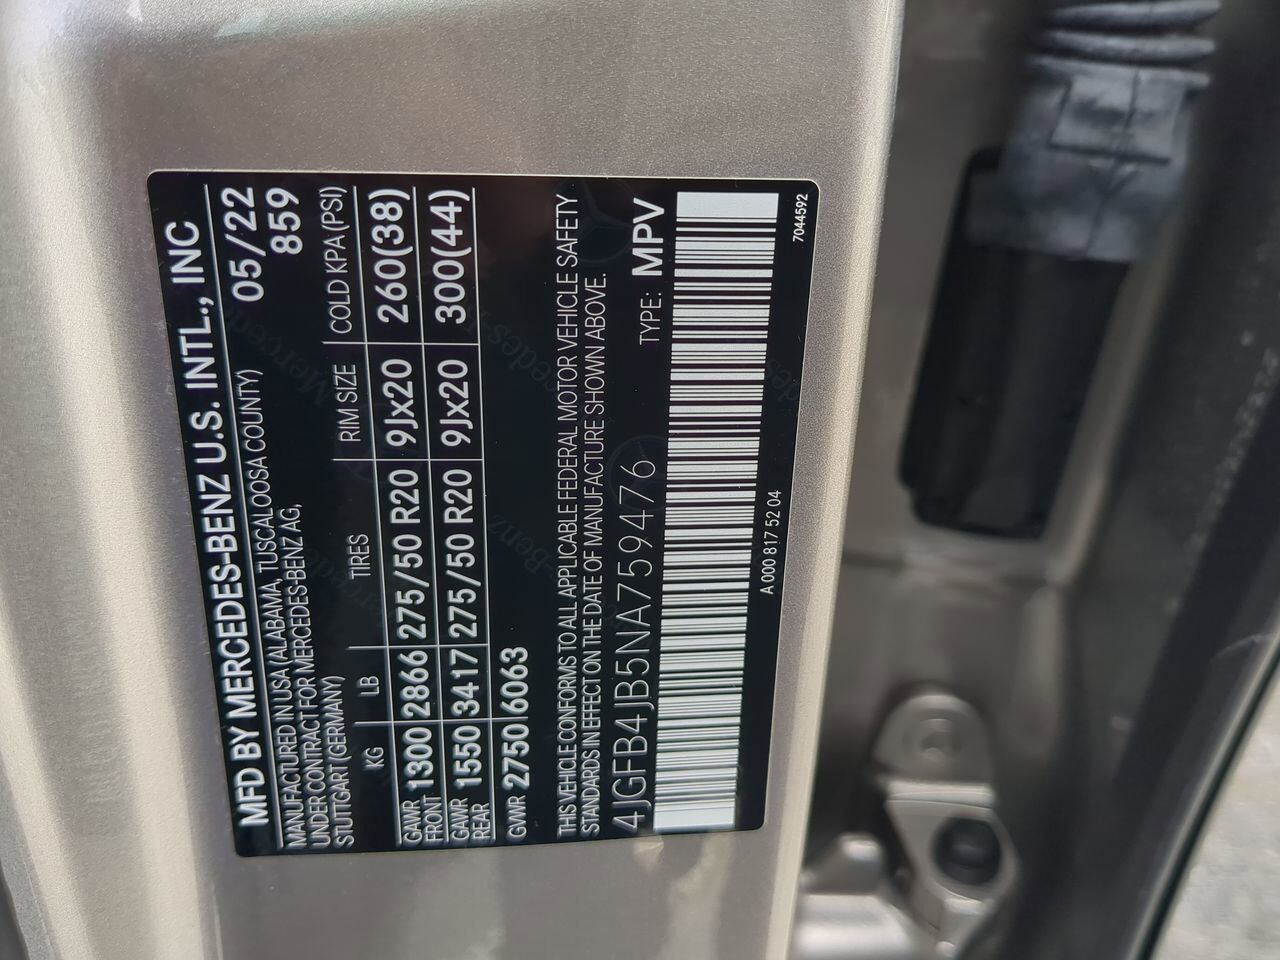 MFD BY MERCEDES-BENZ U.S. INTL., INC
MANUFACTURED IN USA (ALABAMA, TUSCALOOSA COUNTY) 05/22
UNDER CONTRACT FOR MERCEDES-BENZ AG, 859
STUTTGART (GERMANY)
KG LB TIRES RIM SIZE COLD KPA (PSI)
GAWR FRONT 1300 2866 275/50 R20 9Jx20 260(38)
GAWR REAR 1550 3417 275/50 R20 9Jx20 300(44)
GVWR 2750 6063
THIS VEHICLE CONFORMS TO ALL APPLICABLE FEDERAL MOTOR VEHICLE SAFETY
STANDARDS IN EFFECT ON THE DATE OF MANUFACTURE SHOWN ABOVE.
4JGFB4JB5NA759476 TYPE: MPV
A 000 817 52 04 7044592